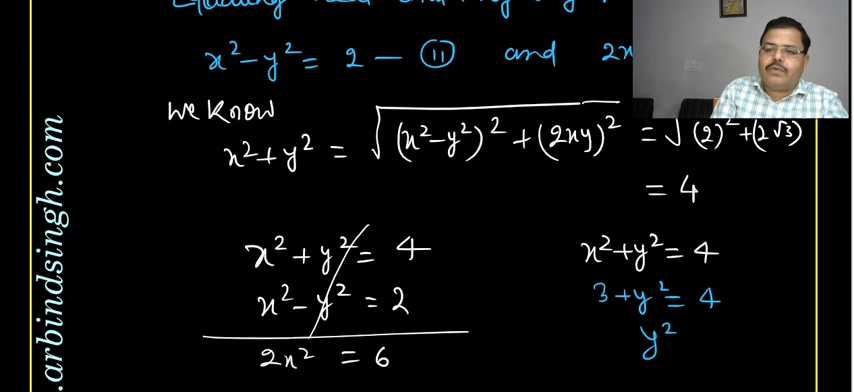 x² − y² = 2 — (11) and 2x
We know
x² + y² = √((x² − y²)² + (2xy)²) = √((2)² + (2√3)
= 4
x² + y² = 4
x² − y² = 2
2x² = 6
x² + y² = 4
3 + y² = 4
y²
.arbindsingh.com